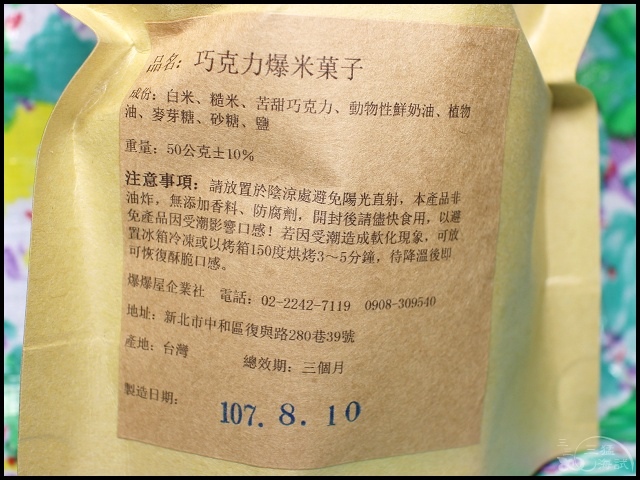 品名：巧克力爆米菓子
成份：白米、糙米、苦甜巧克力、動物性鮮奶油、植物
油、麥芽糖、砂糖、鹽
重量：50公克±10%
注意事項：請放置於陰涼處避免陽光直射，本產品非
油炸，無添加香料、防腐劑，開封後請儘快食用，以避
免產品因受潮影響口感！若因受潮造成軟化現象，可放
置冰箱冷凍或以烤箱150度烘烤3～5分鐘，待降溫後即
可恢復酥脆口感。
爆爆屋企業社　電話：02-2242-7119　0908-309540
地址：新北市中和區復興路280巷39號
產地：台灣　　　總效期：三個月
製造日期：　107. 8. 10